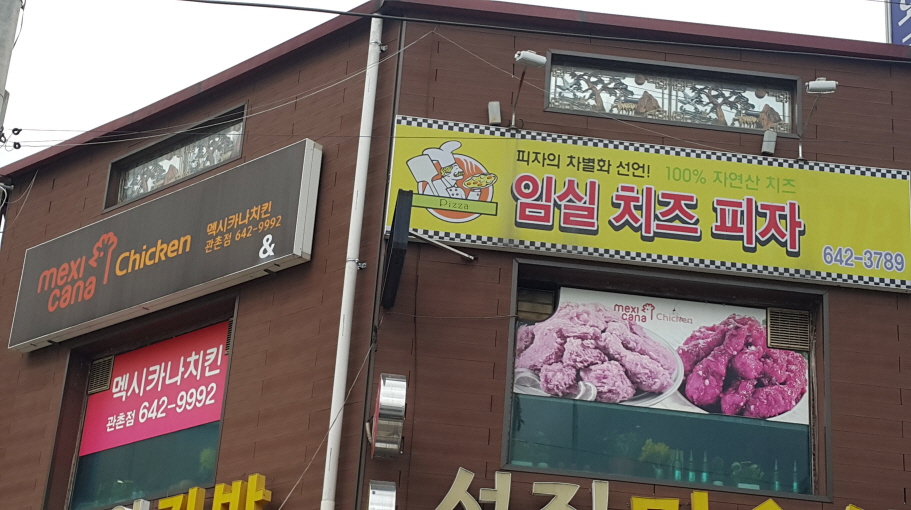 mexi
cana
Chicken
멕시카나치킨
관촌점 642-9992
&
멕시카나치킨
관촌점 642-9992
Pizza
피자의 차별화 선언! 100% 자연산 치즈
임실 치즈 피자
642-3789
mexi
cana
Chicken